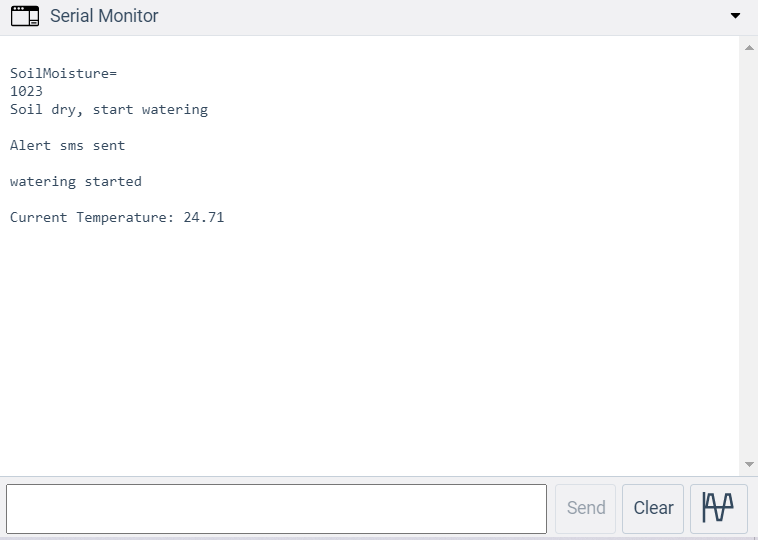 Serial Monitor
SoilMoisture=
1023
Soil dry, start watering
Alert sms sent
watering started
Current Temperature: 24.71
Send
Clear